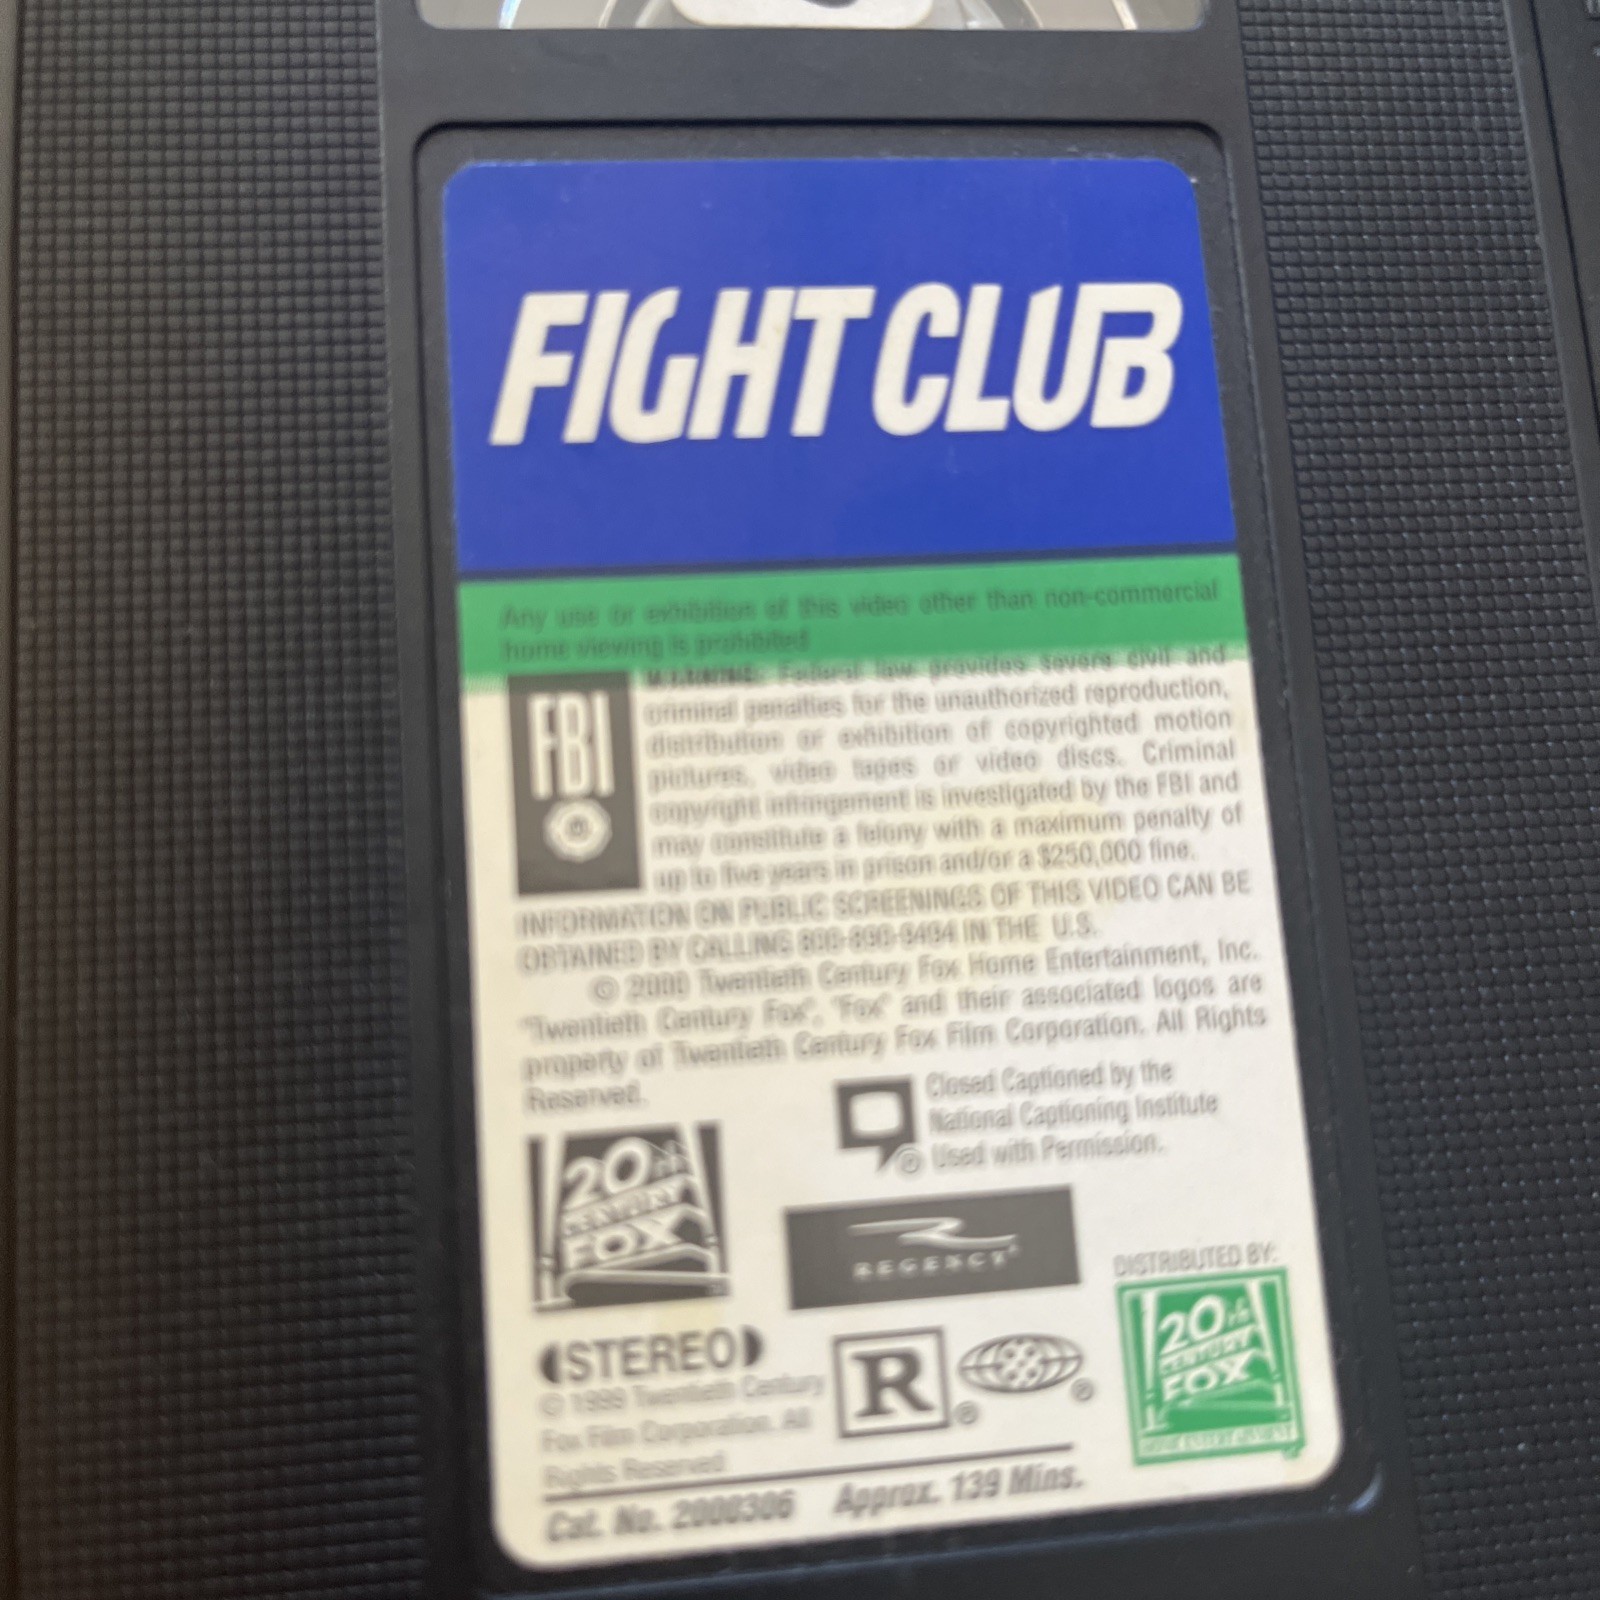 FIGHT CLUB
Any use or exhibition of this video other than non-commercial
home viewing is prohibited
FBI
WARNING: Federal law provides severe civil and
criminal penalties for the unauthorized reproduction,
distribution or exhibition of copyrighted motion
pictures, video tapes or video discs. Criminal
copyright infringement is investigated by the FBI and
may constitute a felony with a maximum penalty of
up to five years in prison and/or a $250,000 fine.
INFORMATION ON PUBLIC SCREENINGS OF THIS VIDEO CAN BE
OBTAINED BY CALLING IN THE U.S.
© 2000 Twentieth Century Fox Home Entertainment, Inc.
"Twentieth Century Fox", "Fox" and their associated logos are
property of Twentieth Century Fox Film Corporation. All Rights
Reserved.
Closed Captioned by the
National Captioning Institute
® Used with Permission.
20th
CENTURY
FOX
R
REGENCY
DISTRIBUTED BY:
20th
CENTURY
FOX
HOME ENTERTAINMENT
STEREO
R ®
®
© 1999 Twentieth Century
Fox Film Corporation. All
Rights Reserved
Cat. No. 2000306 Approx. 139 Mins.